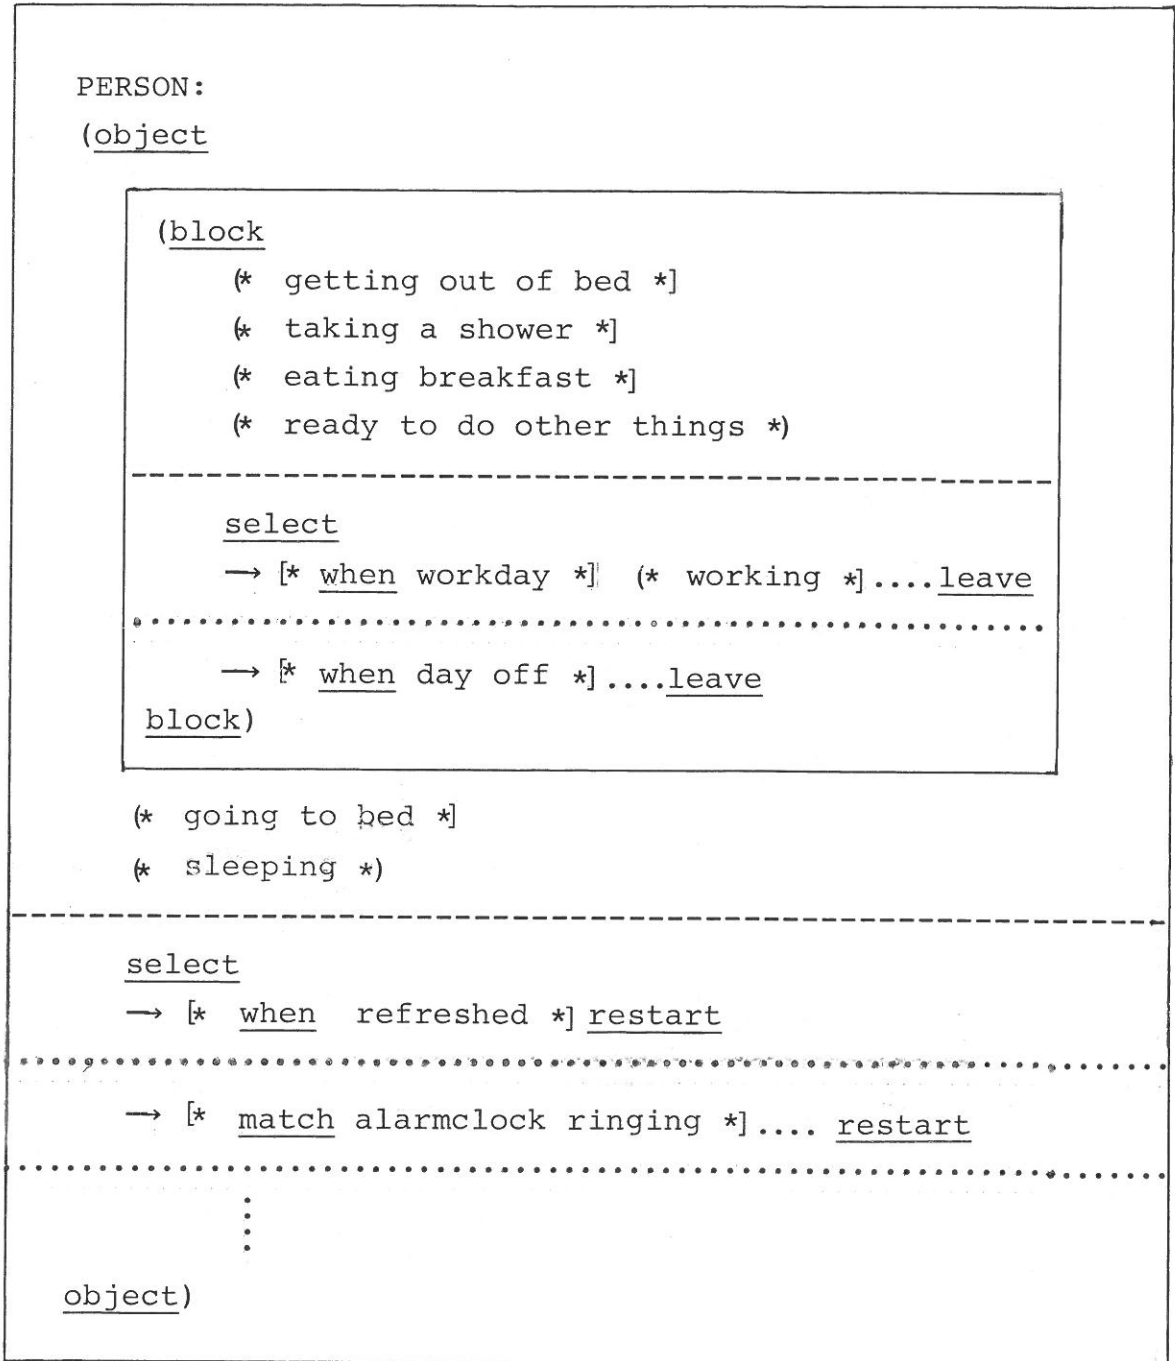 PERSON:
(object
(block
(* getting out of bed *]
(* taking a shower *]
(* eating breakfast *]
(* ready to do other things *)
select
→ [* when workday *] (* working *]....leave
→ [* when day off *]....leave
block)
(* going to bed *]
(* sleeping *)
select
→ [* when refreshed *] restart
→ [* match alarmclock ringing *].... restart
object)